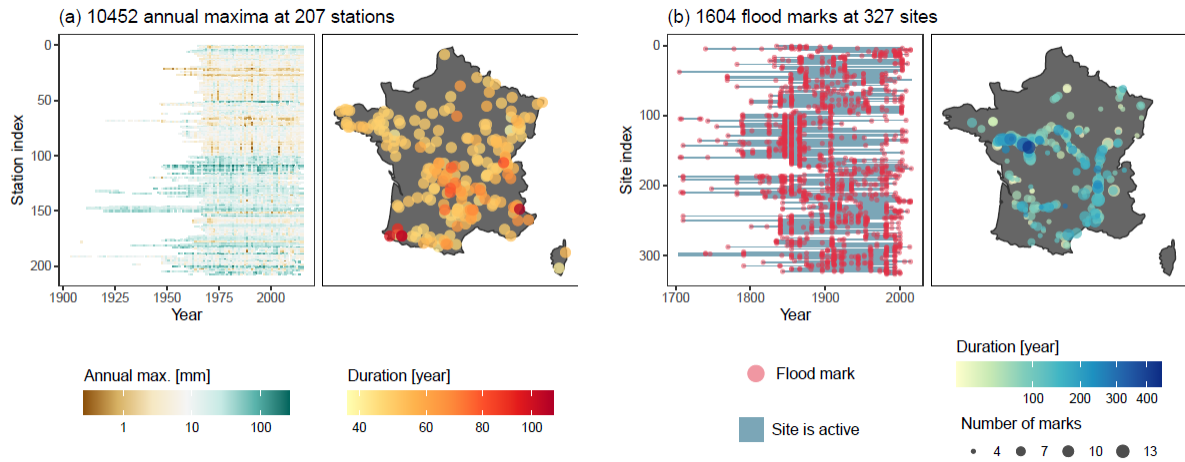 (a) 10452 annual maxima at 207 stations
Station index
0
50
100
150
200
1900 1925 1950 1975 2000
Year
Annual max. [mm]
1 10 100
Duration [year]
40 60 80 100
(b) 1604 flood marks at 327 sites
Site index
0
100
200
300
1700 1800 1900 2000
Year
Flood mark
Site is active
Duration [year]
100 200 300 400
Number of marks
4 7 10 13